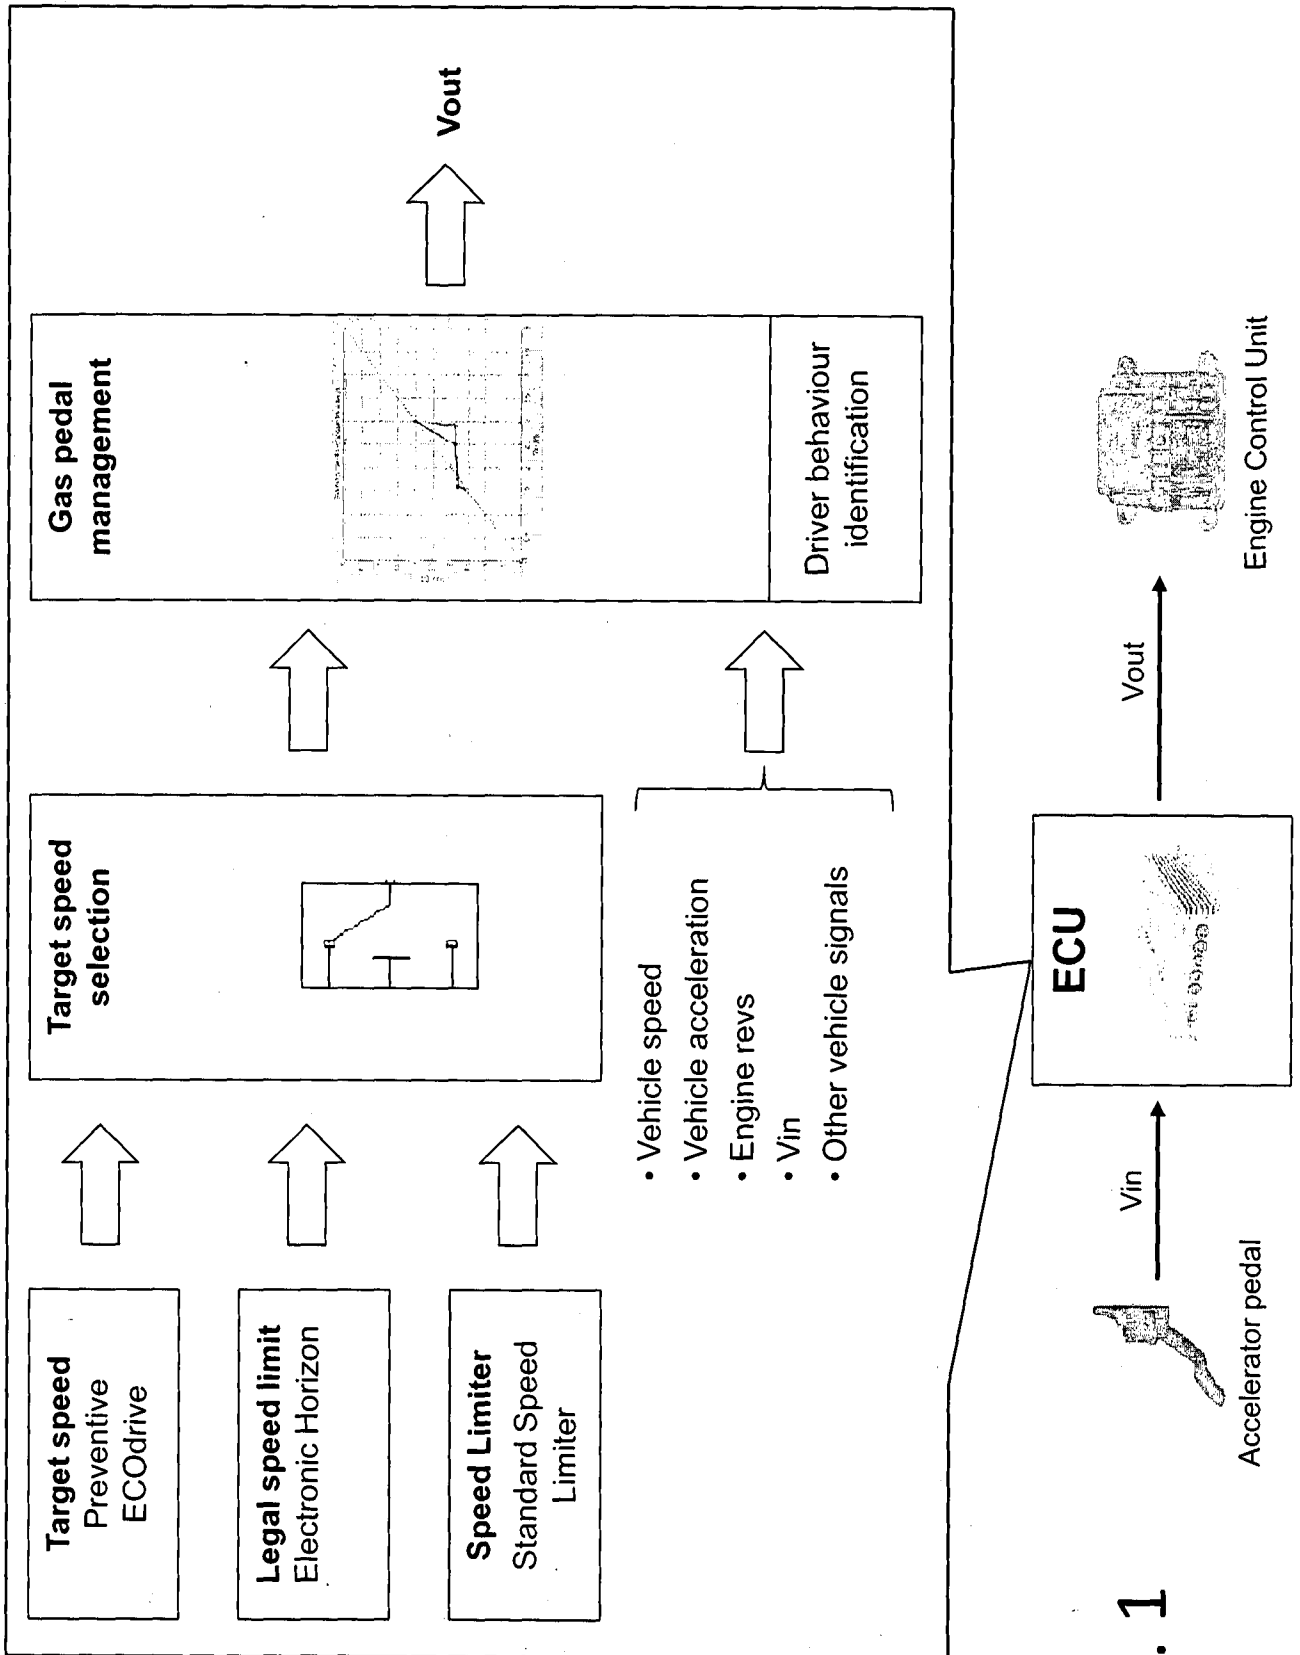 Target speed
Preventive
ECOdrive
Legal speed limit
Electronic Horizon
Speed Limiter
Standard Speed
Limiter
Target speed
selection
• Vehicle speed
• Vehicle acceleration
• Engine revs
• Vin
• Other vehicle signals
Gas pedal
management
Driver behaviour
identification
Vout
Accelerator pedal
Vin
ECU
Vout
Engine Control Unit
. 1